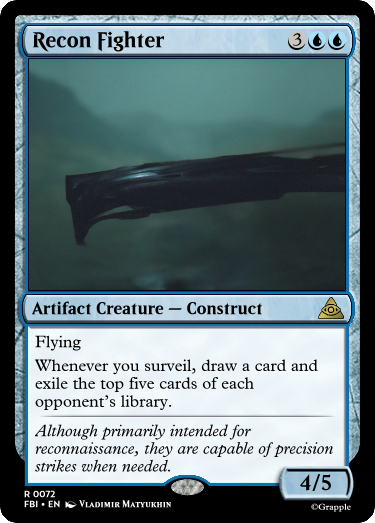 Recon Fighter 3
Artifact Creature — Construct
Flying
Whenever you surveil, draw a card and
exile the top five cards of each
opponent's library.
Although primarily intended for
reconnaissance, they are capable of precision
strikes when needed.
4/5
R 0072
FBI • EN Vladimir Matyukhin
©Grapple